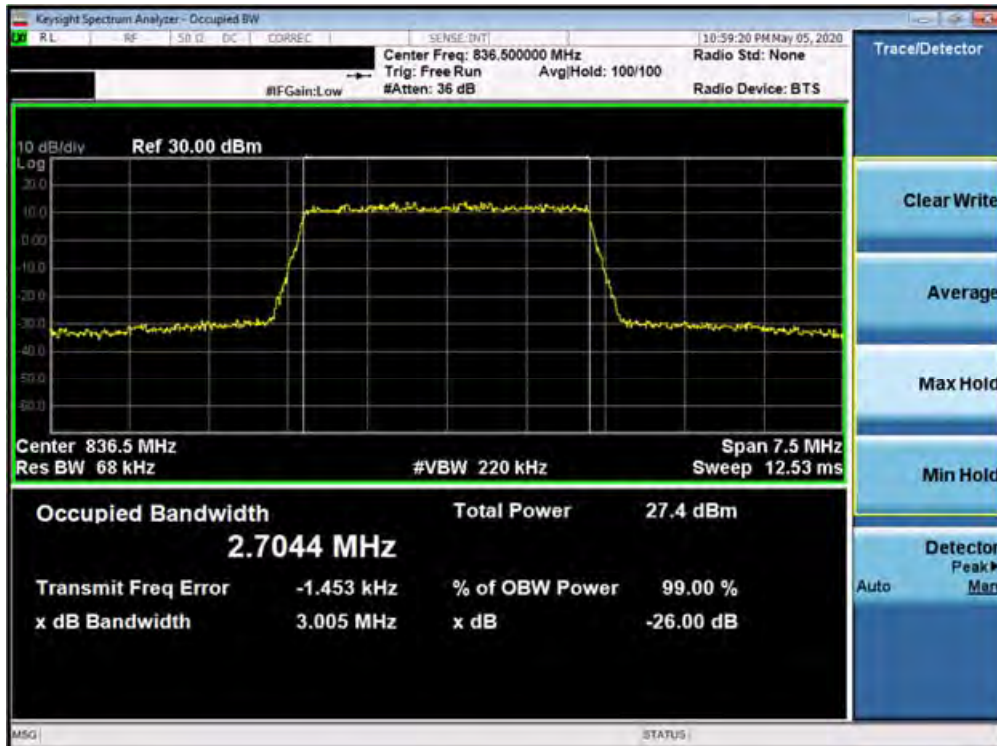 Keysight Spectrum Analyzer - Occupied BW
RL RF 50 Ω DC CORREC SENSE:INT 10:59:20 PM May 05, 2020
Center Freq: 836.500000 MHz Radio Std: None
Trig: Free Run Avg|Hold: 100/100
#IFGain:Low #Atten: 36 dB Radio Device: BTS
Trace/Detector
10 dB/div Ref 30.00 dBm
Log
20.0
10.0
0.00
-10.0
-20.0
-30.0
-40.0
-50.0
-60.0
Center 836.5 MHz Span 7.5 MHz
Res BW 68 kHz #VBW 220 kHz Sweep 12.53 ms
Occupied Bandwidth Total Power 27.4 dBm
2.7044 MHz
Transmit Freq Error -1.453 kHz % of OBW Power 99.00 %
x dB Bandwidth 3.005 MHz x dB -26.00 dB
Clear Write
Average
Max Hold
Min Hold
Detector
Peak
Auto Man
MSG STATUS